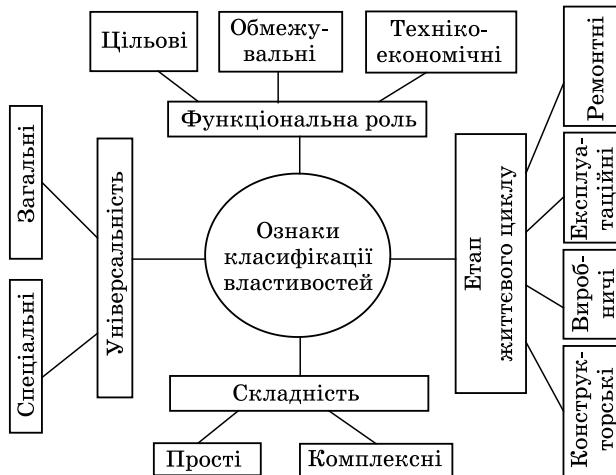 Цільові
Обмежу-
вальні
Техніко-
економічні
Функціональна роль
Загальні
Спеціальні
Універсальність
Ознаки
класифікації
властивостей
Етап
життєвого циклу
Ремонтні
Експлуа-
таційні
Вироб-
ничі
Конструк-
торські
Складність
Прості
Комплексні